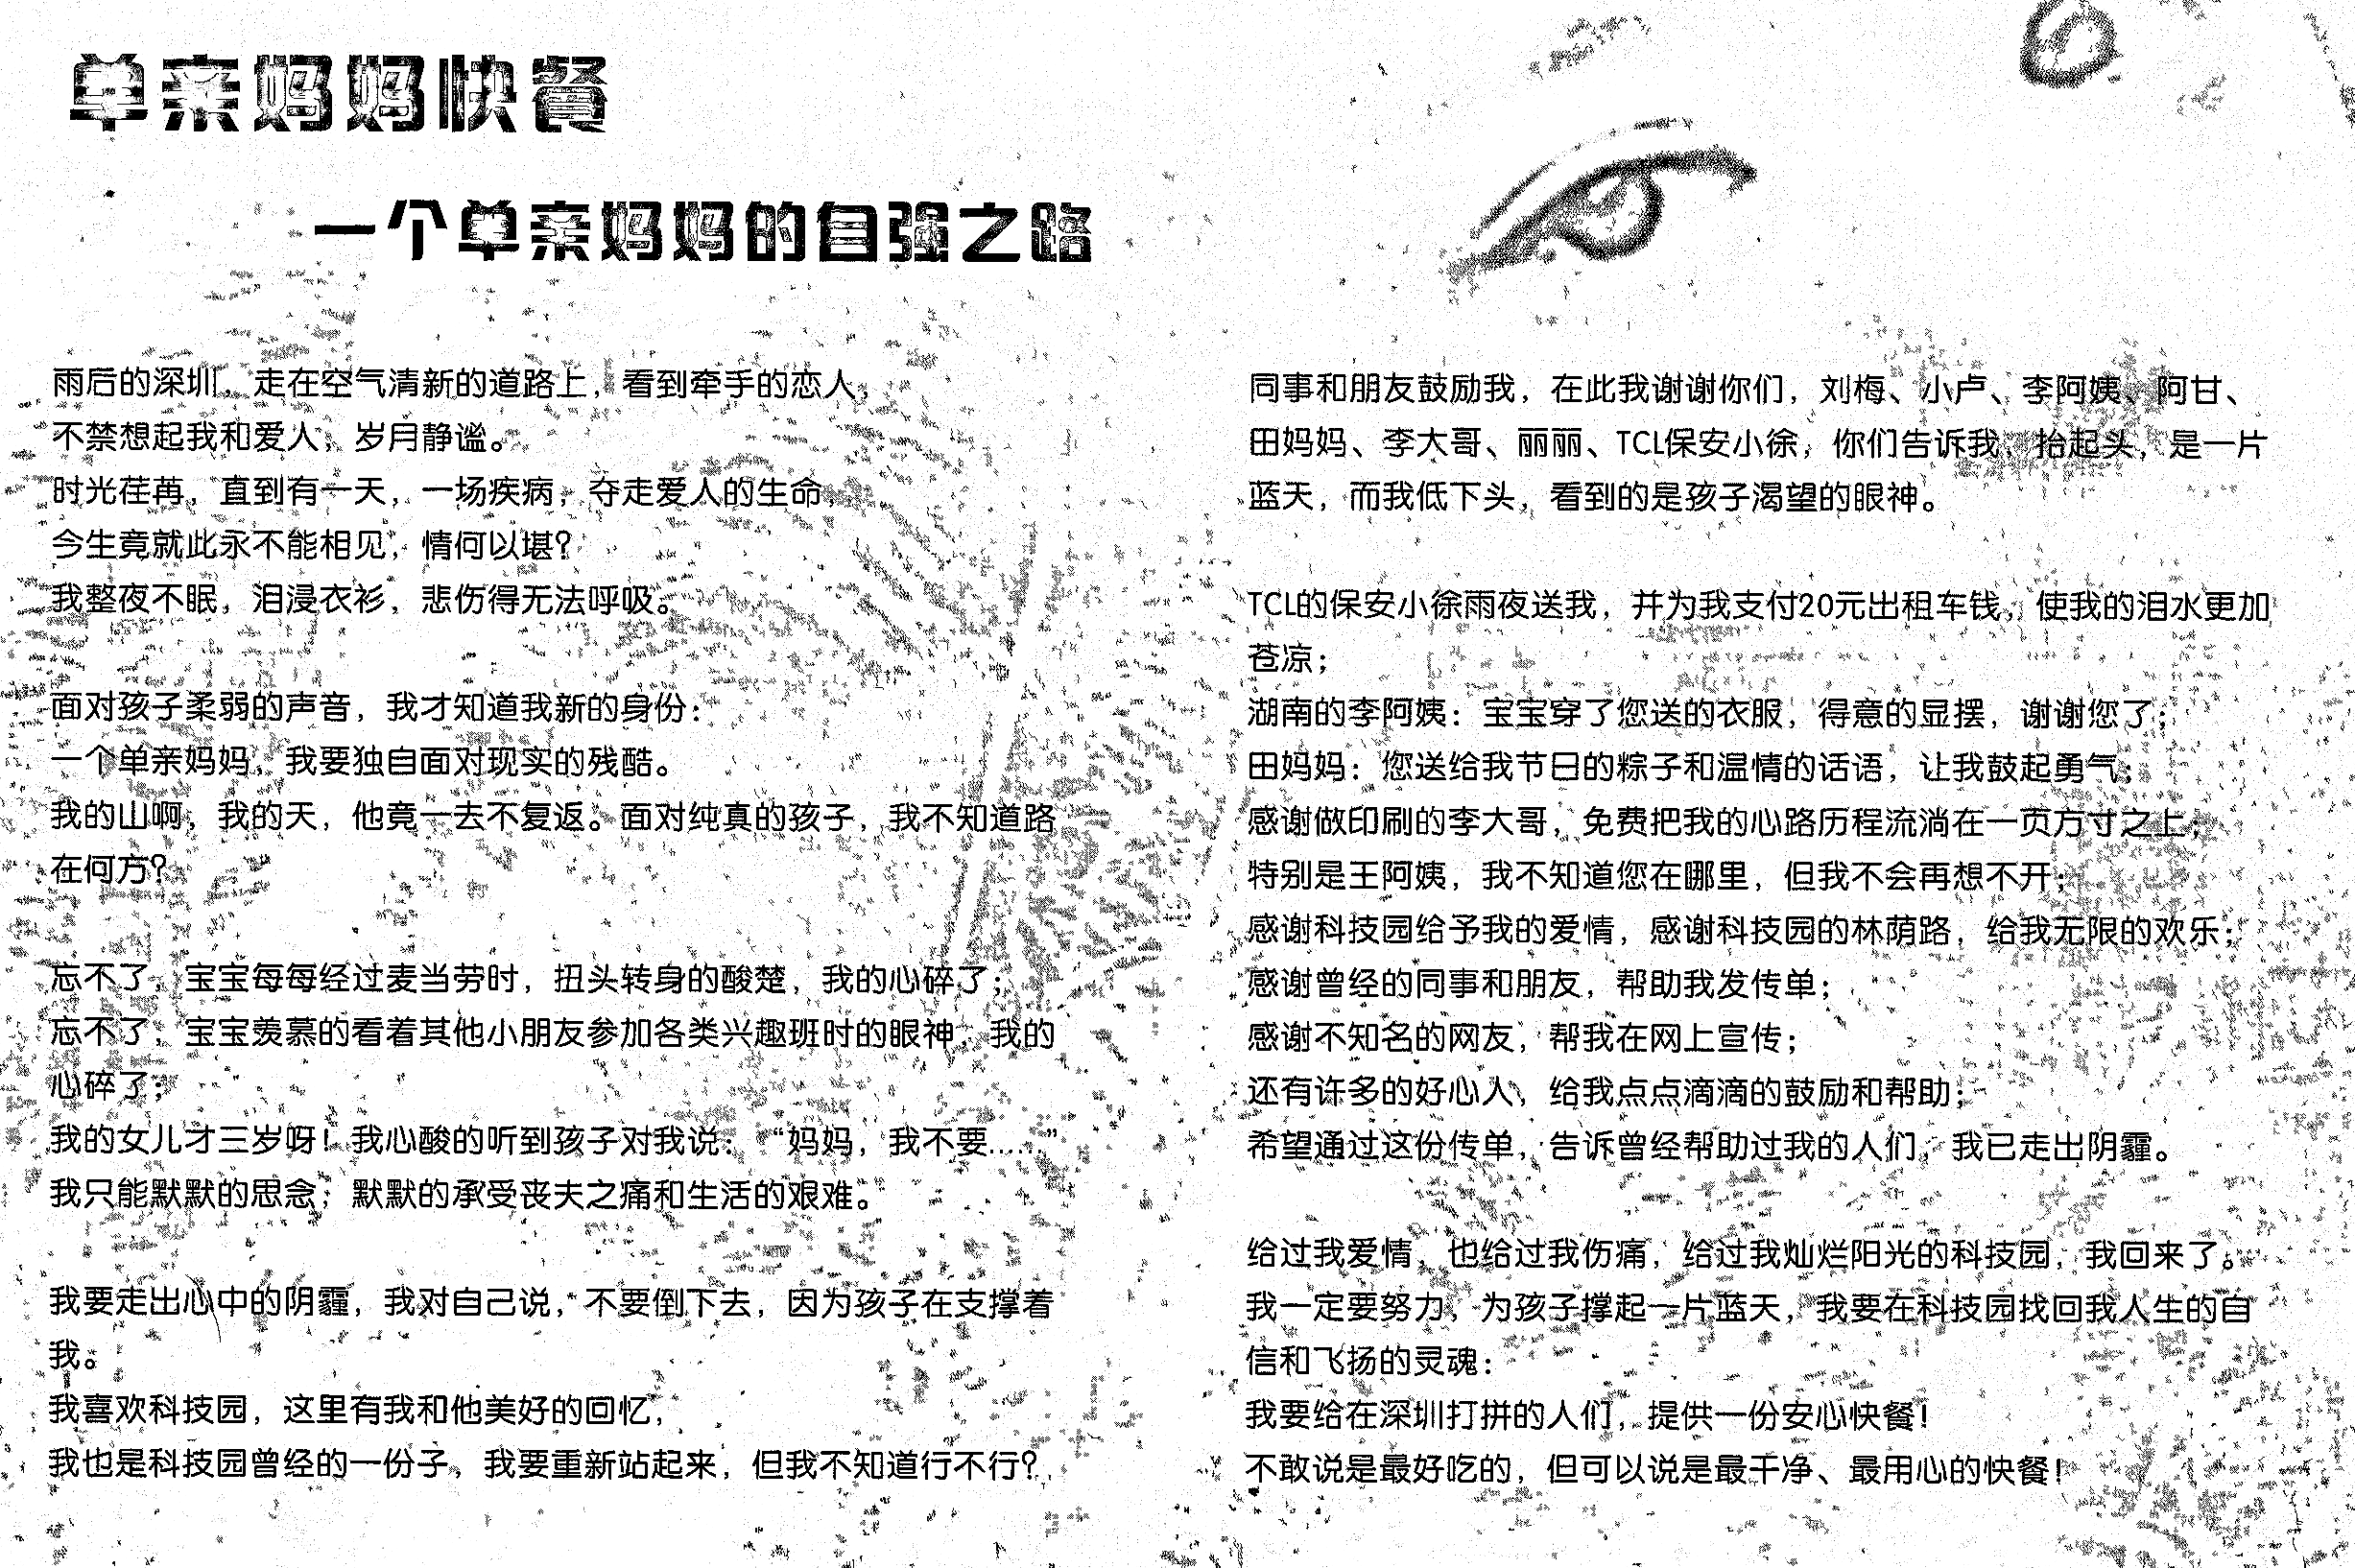 单亲妈妈快餐
一个单亲妈妈的自强之路
雨后的深圳，走在空气清新的道路上，看到牵手的恋人，
不禁想起我和爱人，岁月静谧。
时光荏苒，直到有一天，一场疾病，夺走爱人的生命，
今生竟就此永不能相见，情何以堪？
我整夜不眠，泪浸衣衫，悲伤得无法呼吸。
面对孩子柔弱的声音，我才知道我新的身份：
一个单亲妈妈，我要独自面对现实的残酷。
我的山啊，我的天，他竟一去不复返。面对纯真的孩子，我不知道路
在何方？
忘不了，宝宝每每经过麦当劳时，扭头转身的酸楚，我的心碎了；
忘不了，宝宝羡慕的看着其他小朋友参加各类兴趣班时的眼神，我的
心碎了；
我的女儿才三岁呀！我心酸的听到孩子对我说：“妈妈，我不要……”
我只能默默的思念，默默的承受丧夫之痛和生活的艰难。
我要走出心中的阴霾，我对自己说，不要倒下去，因为孩子在支撑着
我。
我喜欢科技园，这里有我和他美好的回忆，
我也是科技园曾经的一份子，我要重新站起来，但我不知道行不行？
同事和朋友鼓励我，在此我谢谢你们，刘梅、小卢、李阿姨、阿甘、
田妈妈、李大哥、丽丽、TCL保安小徐，你们告诉我，抬起头，是一片
蓝天，而我低下头，看到的是孩子渴望的眼神。
TCL的保安小徐雨夜送我，并为我支付20元出租车钱，使我的泪水更加
苍凉；
湖南的李阿姨：宝宝穿了您送的衣服，得意的显摆，谢谢您了；
田妈妈：您送给我节日的粽子和温情的话语，让我鼓起勇气；
感谢做印刷的李大哥，免费把我的心路历程流淌在一页方寸之上；
特别是王阿姨，我不知道您在哪里，但我不会再想不开；
感谢科技园给予我的爱情，感谢科技园的林荫路，给我无限的欢乐；
感谢曾经的同事和朋友，帮助我发传单；
感谢不知名的网友，帮我在网上宣传；
还有许多的好心人，给我点点滴滴的鼓励和帮助；
希望通过这份传单，告诉曾经帮助过我的人们，我已走出阴霾。
给过我爱情，也给过我伤痛，给过我灿烂阳光的科技园，我回来了。
我一定要努力，为孩子撑起一片蓝天，我要在科技园找回我人生的自
信和飞扬的灵魂：
我要给在深圳打拼的人们，提供一份安心快餐！
不敢说是最好吃的，但可以说是最干净、最用心的快餐！